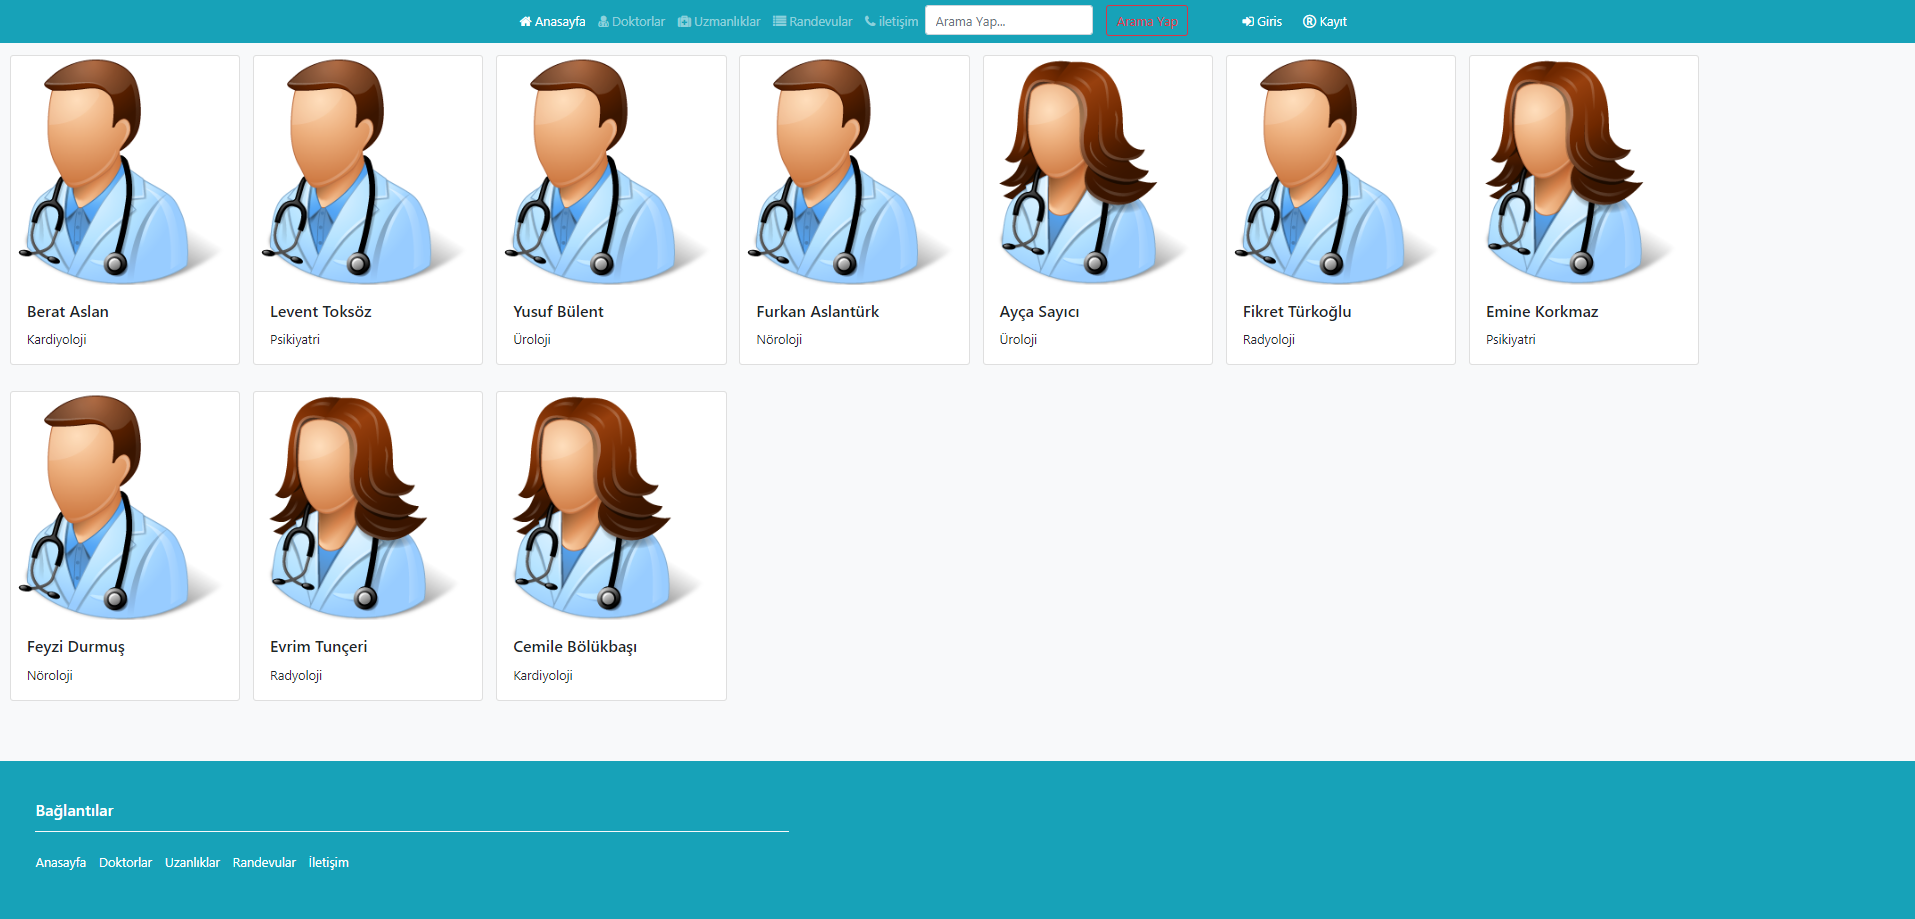 Anasayfa Doktorlar Uzmanlıklar Randevular iletişim Arama Yap... Arama Yap Giris Kayıt
Berat Aslan
Kardiyoloji
Levent Toksöz
Psikiyatri
Yusuf Bülent
Üroloji
Furkan Aslantürk
Nöroloji
Ayça Sayıcı
Üroloji
Fikret Türkoğlu
Radyoloji
Emine Korkmaz
Psikiyatri
Feyzi Durmuş
Nöroloji
Evrim Tunçeri
Radyoloji
Cemile Bölükbaşı
Kardiyoloji
Bağlantılar
Anasayfa Doktorlar Uzanlıklar Randevular İletişim